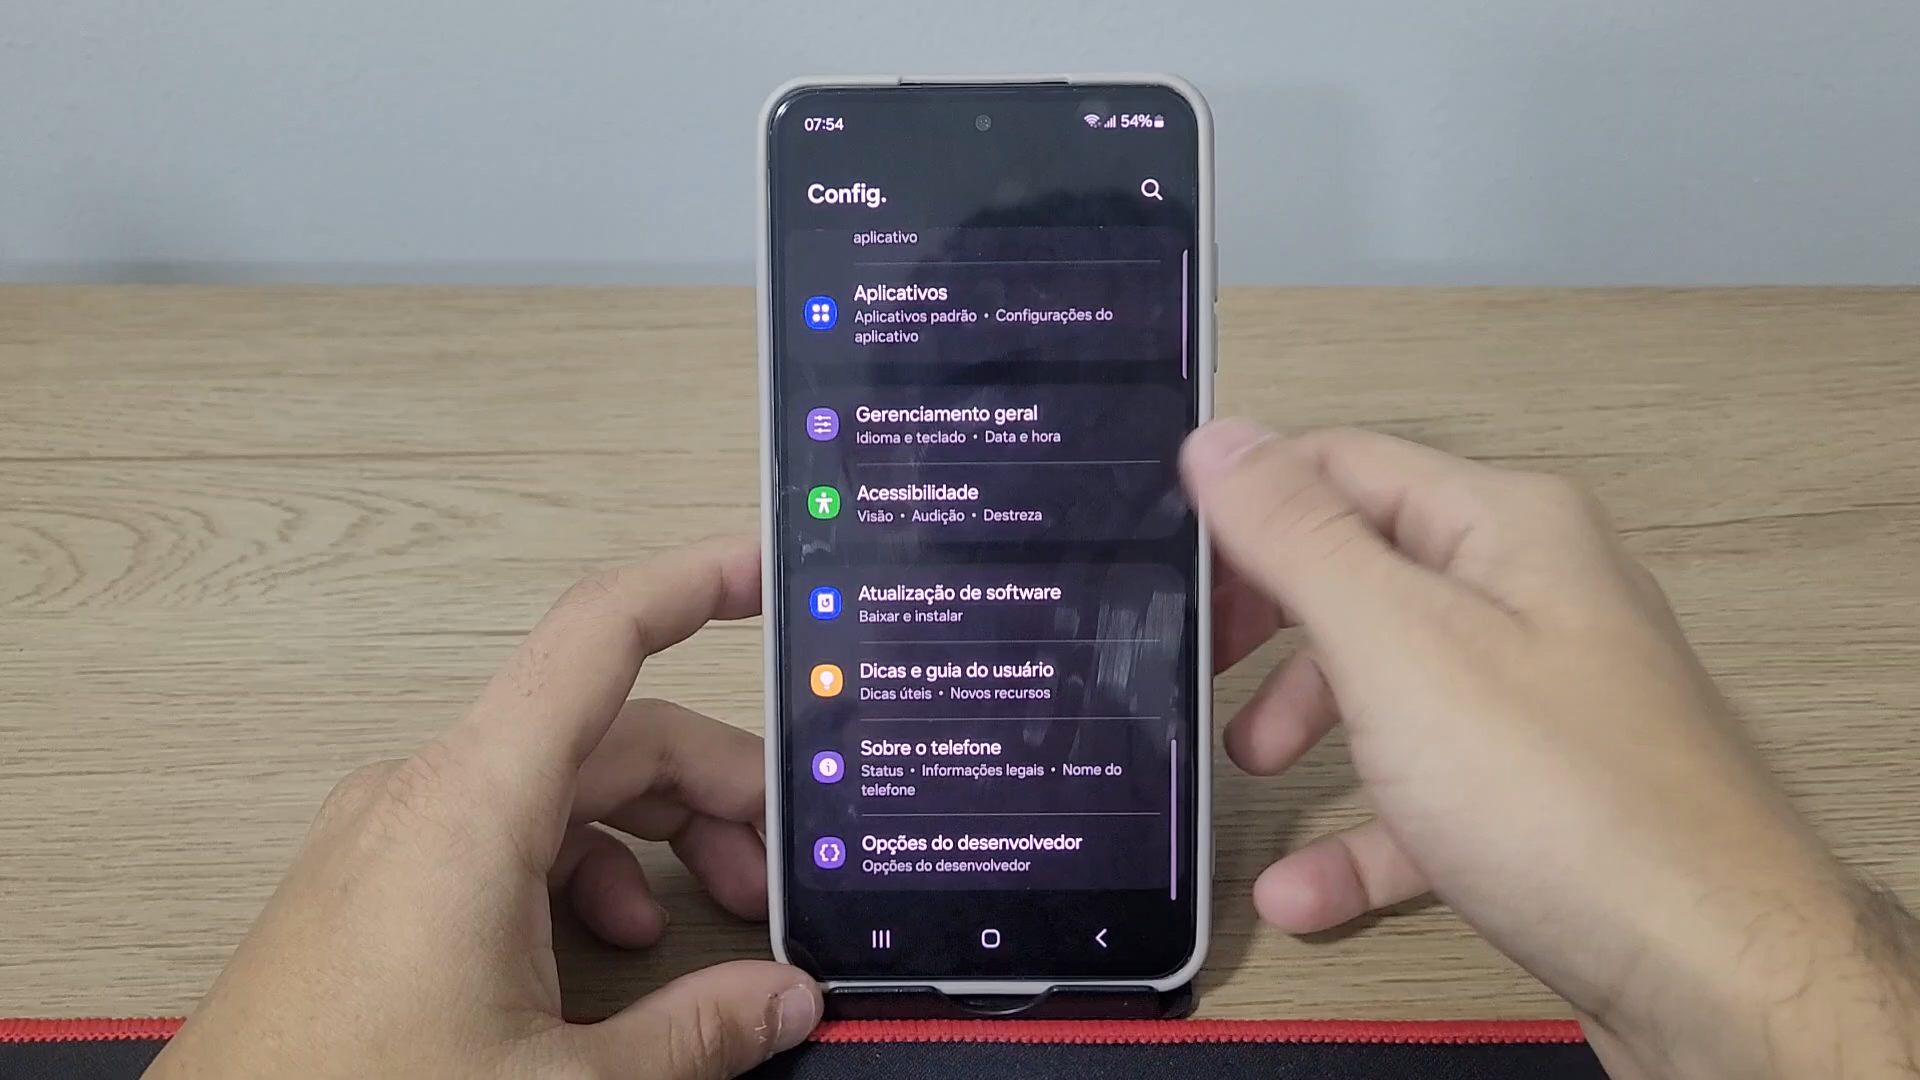 07:54
54%
Config.
aplicativo
Aplicativos
Aplicativos padrão • Configurações do
aplicativo
Gerenciamento geral
Idioma e teclado • Data e hora
Acessibilidade
Visão • Audição • Destreza
Atualização de software
Baixar e instalar
Dicas e guia do usuário
Dicas úteis • Novos recursos
Sobre o telefone
Status • Informações legais • Nome do
telefone
Opções do desenvolvedor
Opções do desenvolvedor